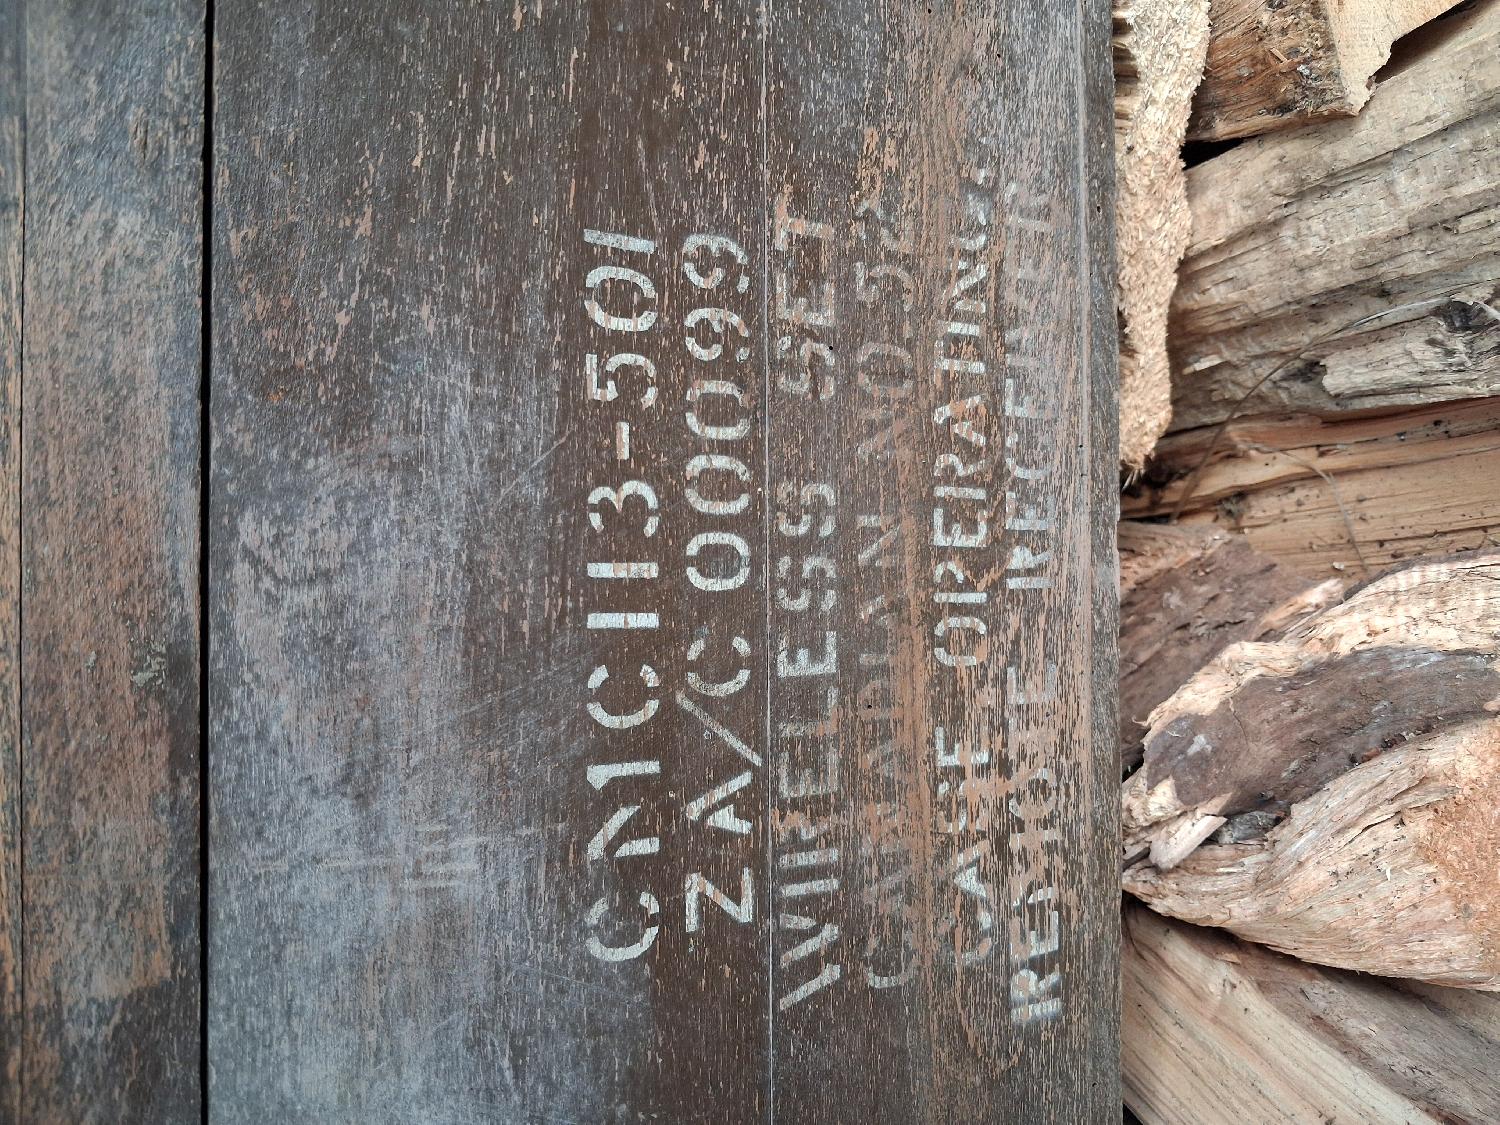 CN1C113-501
ZA/C 00099
WIRELESS SET
CANADIAN NO.52
CASE OPERATING
REMOTE RECEIVER